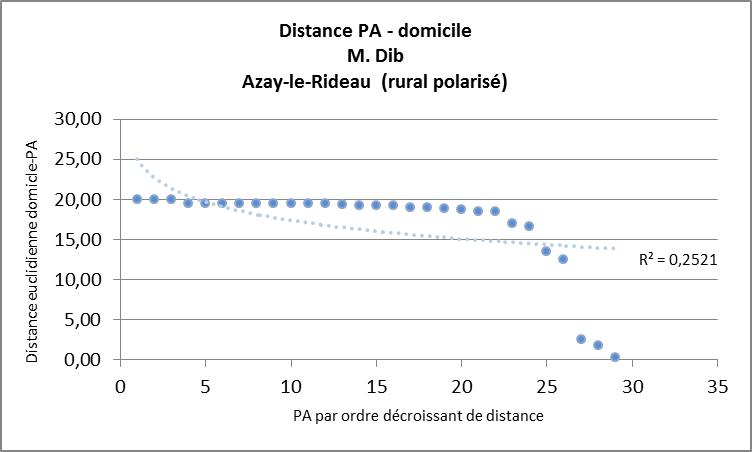 Distance PA - domicile
M. Dib
Azay-le-Rideau (rural polarisé)
Distance euclidienne domicle-PA
30,00
25,00
20,00
15,00
10,00
5,00
0,00
R² = 0,2521
0 5 10 15 20 25 30 35
PA par ordre décroissant de distance